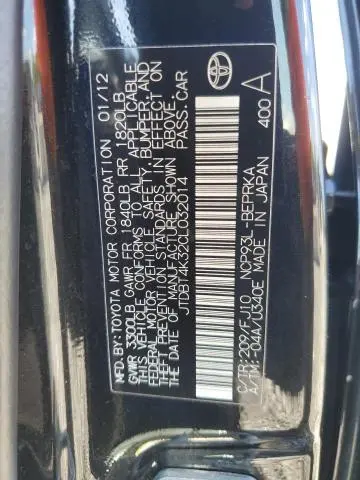 MFD. BY: TOYOTA MOTOR CORPORATION 01/12
GVWR 3300LB GAWR FR 1840LB RR 1820LB
THIS VEHICLE CONFORMS TO ALL APPLICABLE
FEDERAL MOTOR VEHICLE SAFETY, BUMPER, AND
THEFT PREVENTION STANDARDS IN EFFECT ON
THE DATE OF MANUFACTURE SHOWN ABOVE.
JTDBT4K32CL032014 PASS.CAR
C/TR:209/FJ10 NCP93L-BEPRKA
A/TM:-04A/U340E MADE IN JAPAN
400 A